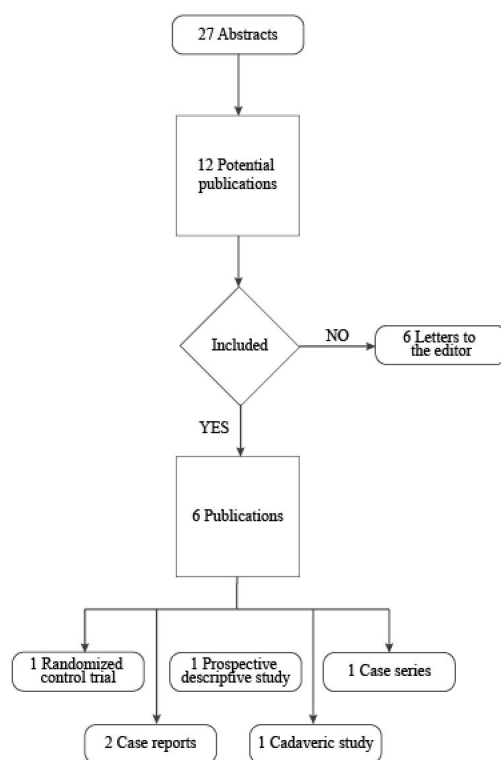 27 Abstracts
12 Potential
publications
Included
NO
6 Letters to
the editor
YES
6 Publications
1 Randomized
control trial
1 Prospective
descriptive study
1 Case series
2 Case reports
1 Cadaveric study